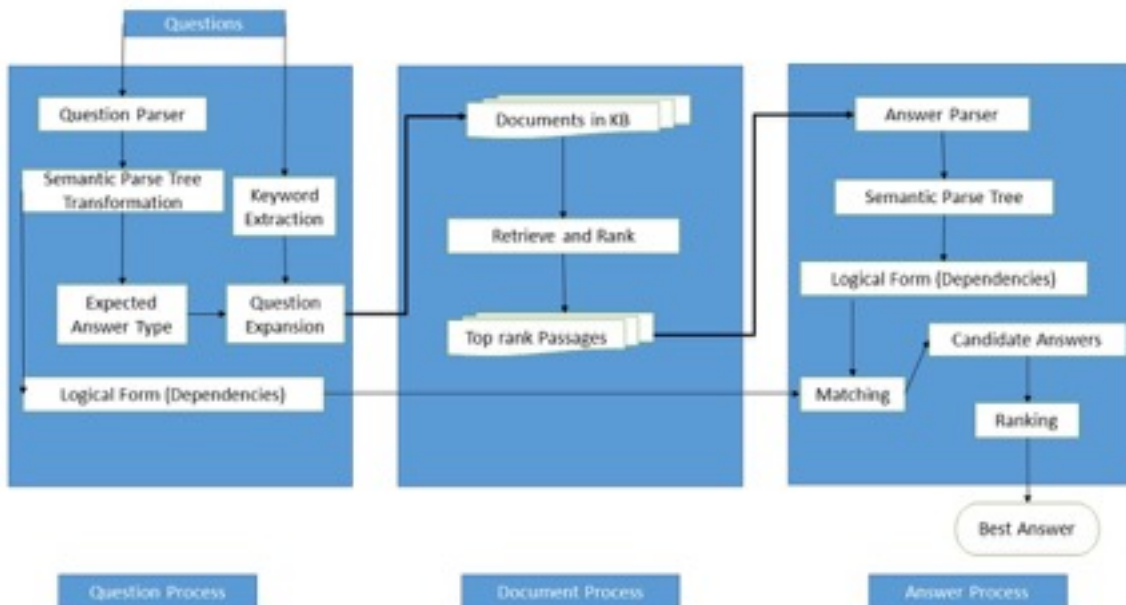 Questions
Question Parser
Semantic Parse Tree
Transformation
Keyword
Extraction
Expected
Answer Type
Question
Expansion
Logical Form (Dependencies)
Documents in KB
Retrieve and Rank
Top rank Passages
Answer Parser
Semantic Parse Tree
Logical Form (Dependencies)
Candidate Answers
Matching
Ranking
Best Answer
Question Process
Document Process
Answer Process